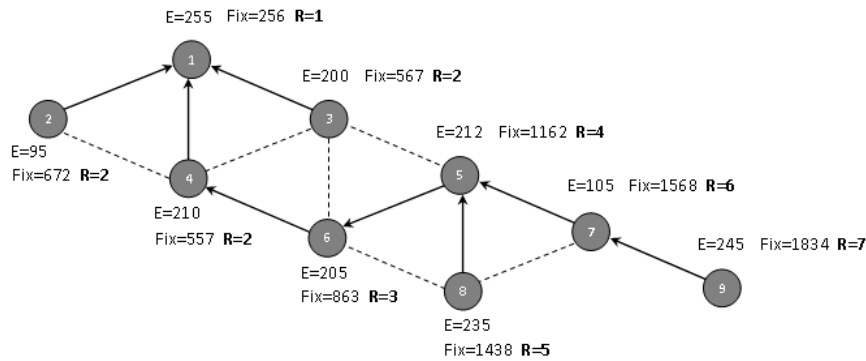 E=255 Fix=256 R=1
1
E=200 Fix=567 R=2
2
3
E=212 Fix=1162 R=4
E=95
Fix=672 R=2
4
5
E=105 Fix=1568 R=6
E=210
Fix=557 R=2
6
7
E=245 Fix=1834 R=7
E=205
Fix=863 R=3
8
9
E=235
Fix=1438 R=5